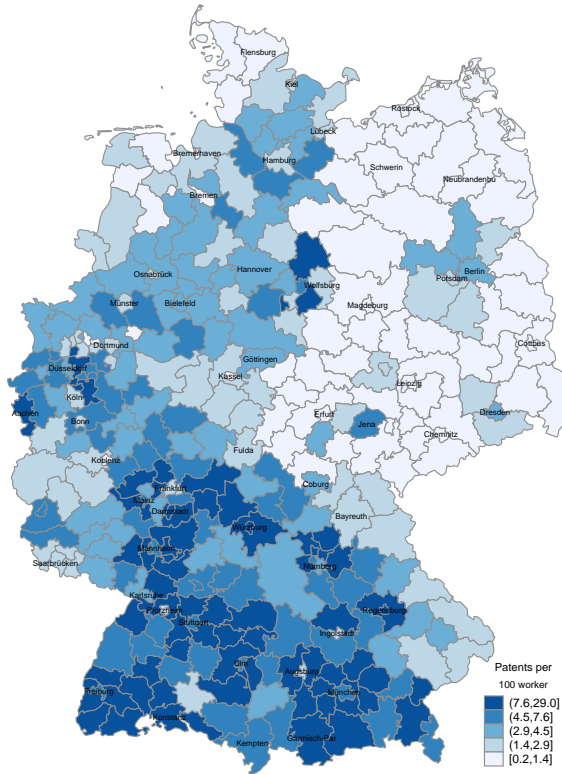 Flensburg
Kiel
Rostock
Lübeck
Bremerhaven
Hamburg
Schwerin
Neubrandenbu
Bremen
Osnabrück
Hannover
Wolfsburg
Potsdam
Berlin
Münster
Bielefeld
Magdeburg
Cottbus
Dortmund
Göttingen
Düsseldorf
Kassel
Leipzig
Köln
Aachen
Erfurt
Jena
Dresden
Bonn
Chemnitz
Koblenz
Fulda
Frankfurt
Coburg
Mainz
Darmstadt
Bayreuth
Würzburg
Mannheim
Saarbrücken
Nürnberg
Karlsruhe
Pforzheim
Regensburg
Stuttgart
Ingolstadt
Ulm
Augsburg
Freiburg
München
Konstanz
Garmisch-Par
Kempten
Patents per
100 worker
(7.6,29.0]
(4.5,7.6]
(2.9,4.5]
(1.4,2.9]
[0.2,1.4]